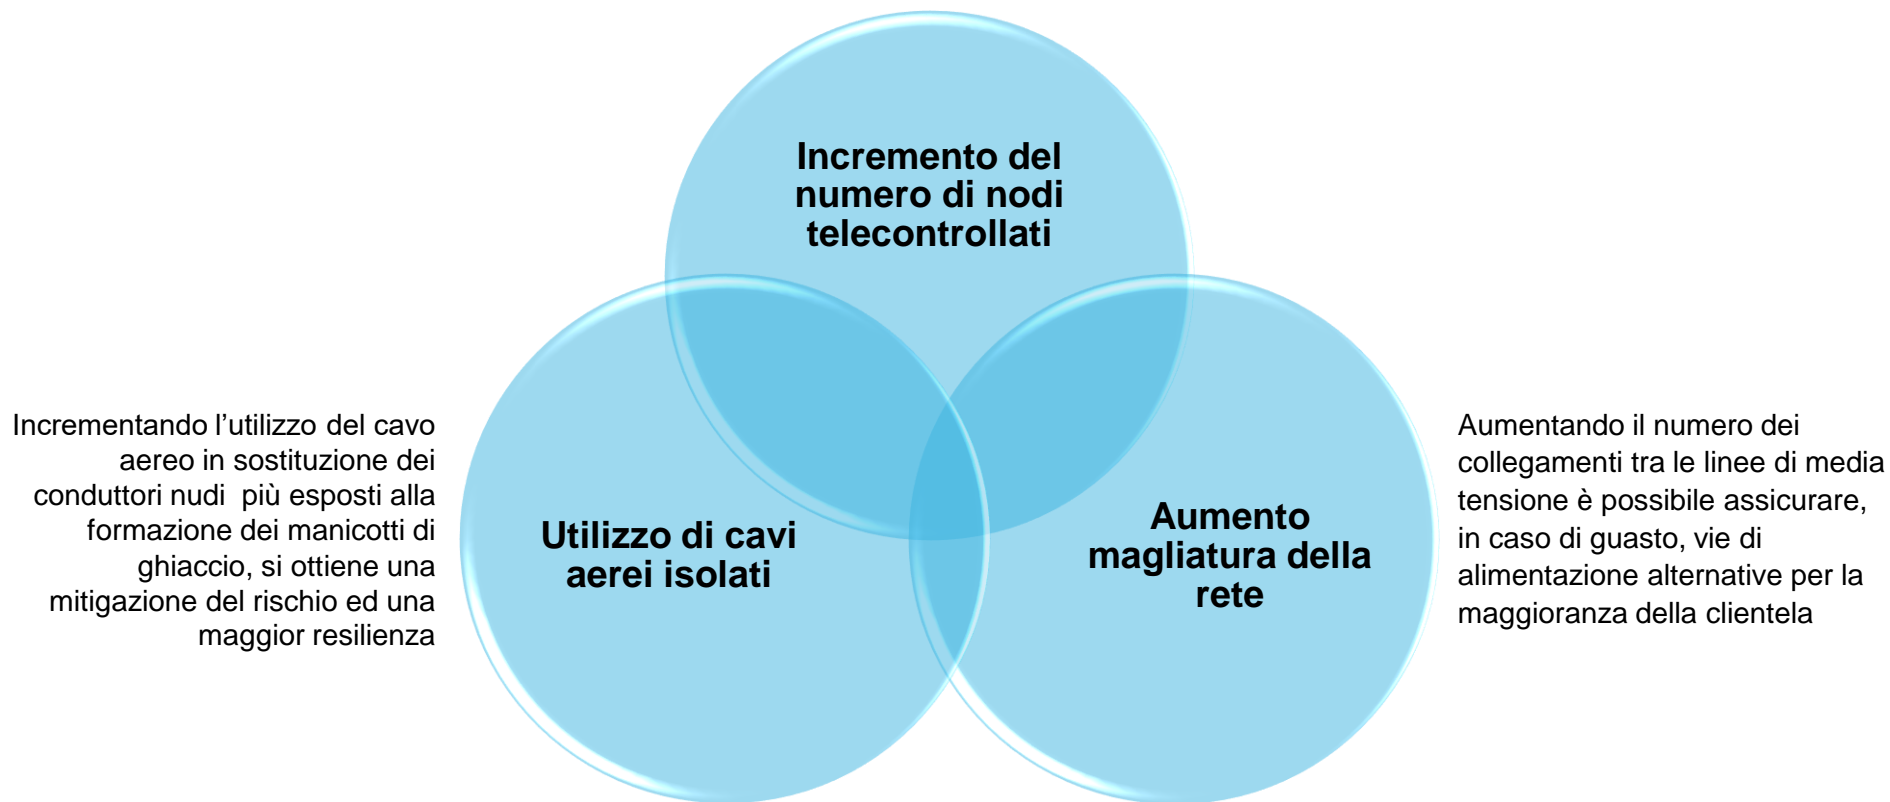 Incremento del
numero di nodi
telecontrollati
Incrementando l’utilizzo del cavo
aereo in sostituzione dei
conduttori nudi  più esposti alla
formazione dei manicotti di
ghiaccio, si ottiene una
mitigazione del rischio ed una
maggior resilienza
Utilizzo di cavi
aerei isolati
Aumento
magliatura della
rete
Aumentando il numero dei
collegamenti tra le linee di media
tensione è possibile assicurare,
in caso di guasto, vie di
alimentazione alternative per la
maggioranza della clientela